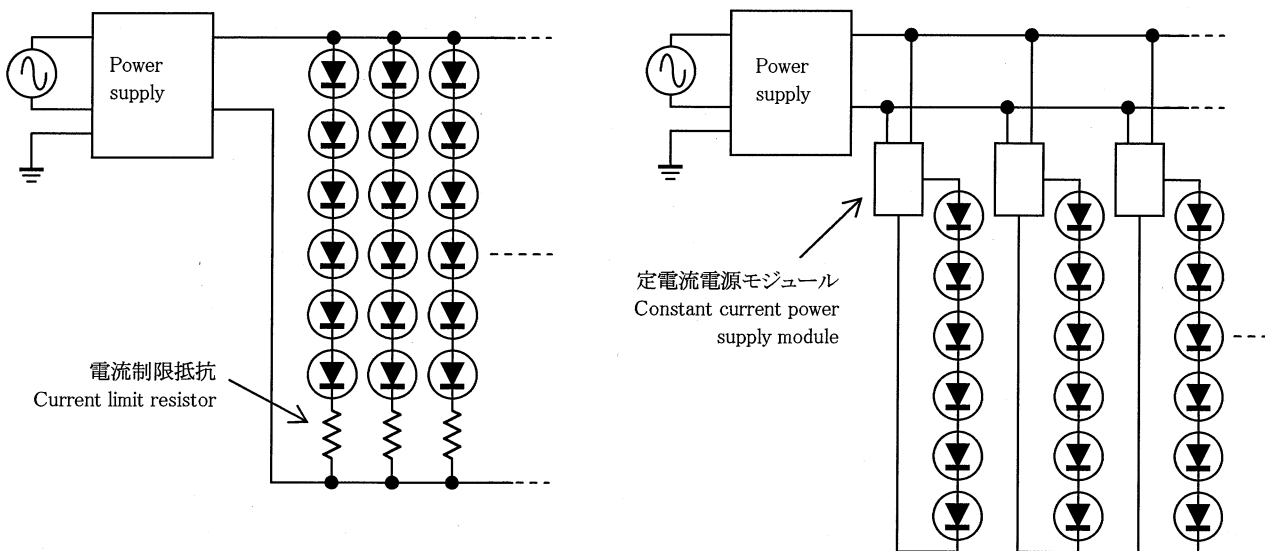 Power
supply
電流制限抵抗
Current limit resistor
Power
supply
定電流電源モジュール
Constant current power
supply module